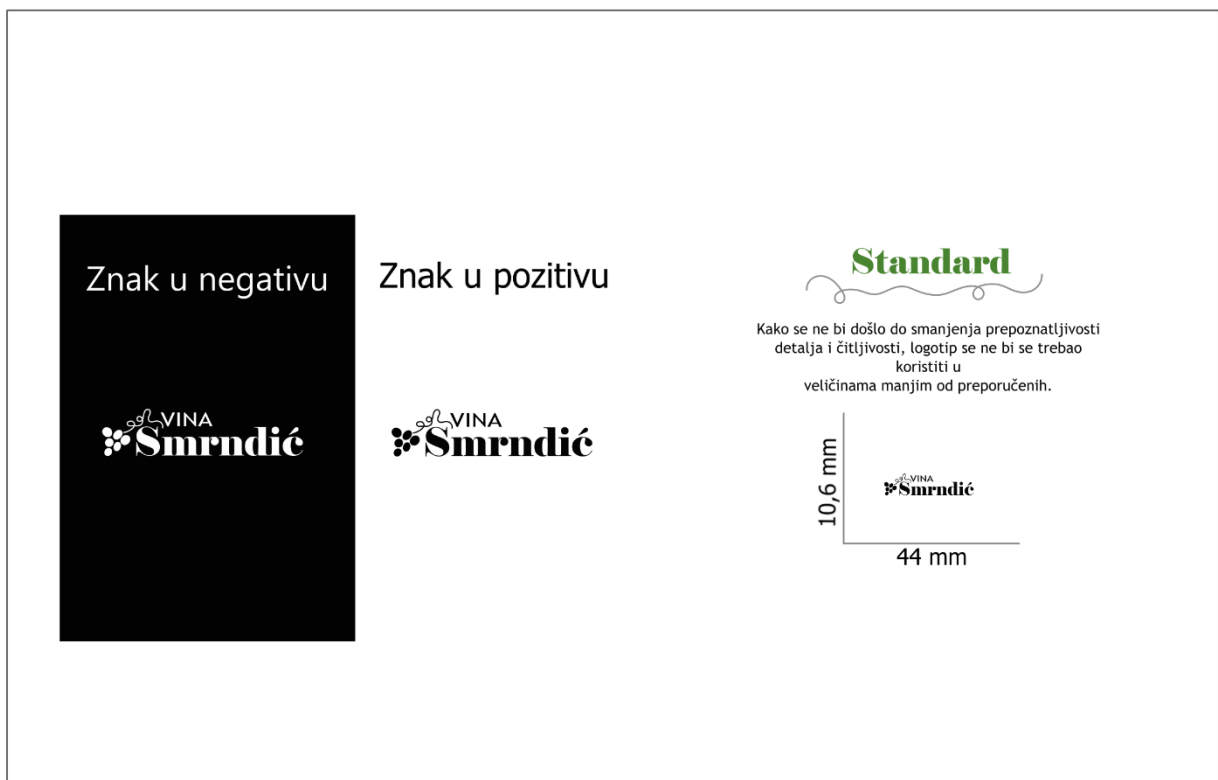 Znak u negativu
VINA
Smrndić
Znak u pozitivu
VINA
Smrndić
Standard
Kako se ne bi došlo do smanjenja prepoznatljivosti
detalja i čitljivosti, logotip se ne bi se trebao
koristiti u
veličinama manjim od preporučenih.
10,6 mm
VINA
Smrndić
44 mm